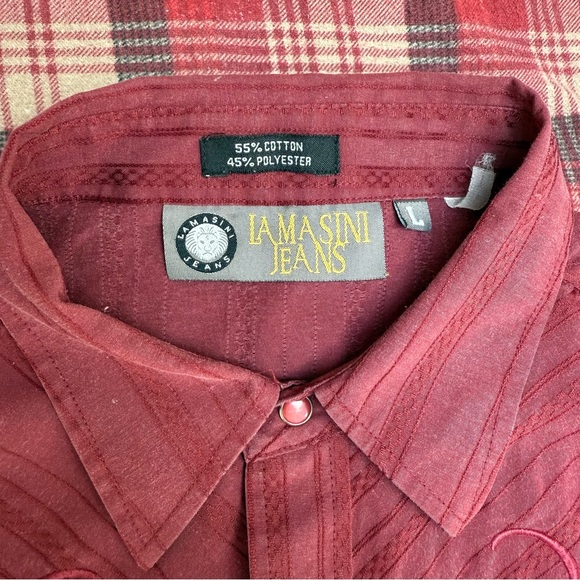 55% COTTON
45% POLYESTER
LAMASINI
JEANS
LAMASINI
JEANS
L